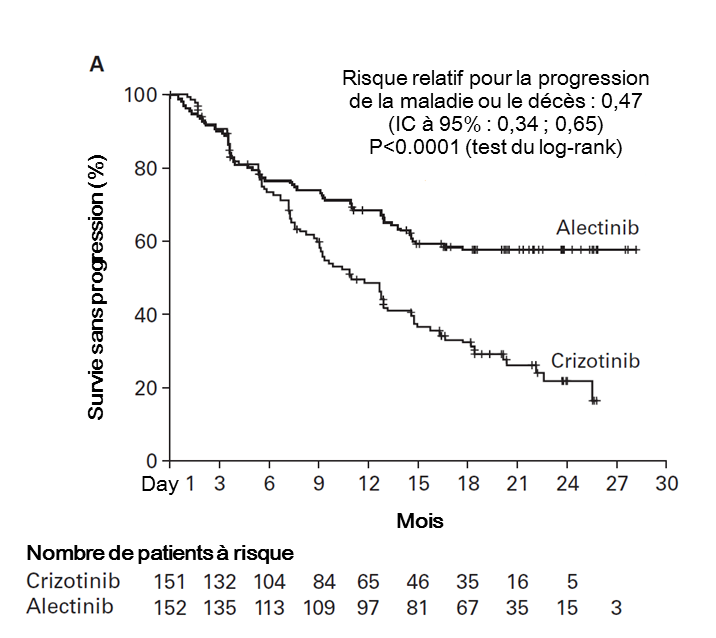 A
Risque relatif pour la progression
de la maladie ou le décès : 0,47
(IC à 95% : 0,34 ; 0,65)
P<0.0001 (test du log-rank)
Survie sans progression (%)
100
80
60
40
20
0
Alectinib
Crizotinib
Day 1 3 6 9 12 15 18 21 24 27 30
Mois
Nombre de patients à risque
Crizotinib 151 132 104 84 65 46 35 16 5
Alectinib 152 135 113 109 97 81 67 35 15 3